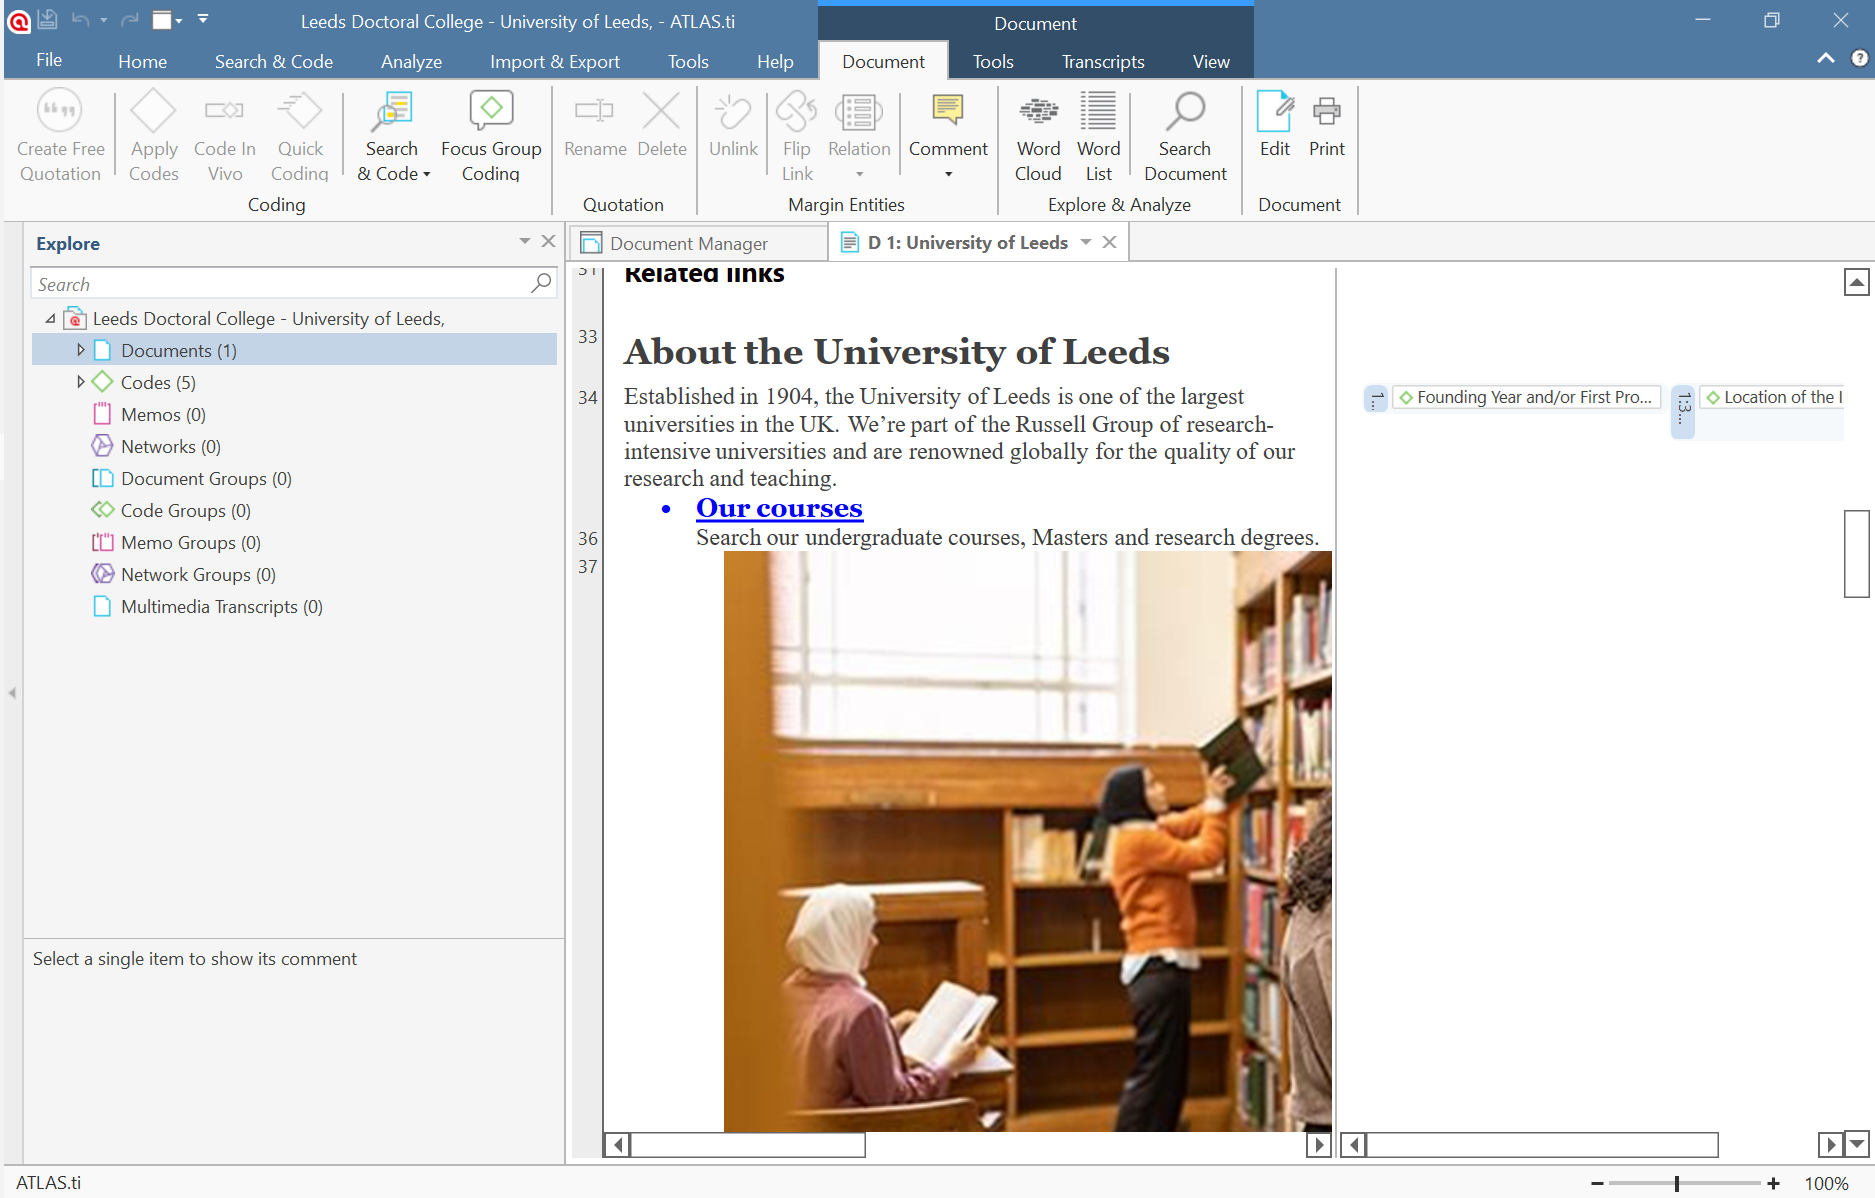 Leeds Doctoral College - University of Leeds, - ATLAS.ti
Document
File Home Search & Code Analyze Import & Export Tools Help Document Tools Transcripts View
Create Free Quotation
Apply Codes
Code In Vivo
Quick Coding
Search & Code
Focus Group Coding
Coding
Rename Delete
Quotation
Unlink
Flip Link
Relation
Comment
Margin Entities
Word Cloud
Word List
Search Document
Explore & Analyze
Edit Print
Document
Explore
Search
Leeds Doctoral College - University of Leeds,
Documents (1)
Codes (5)
Memos (0)
Networks (0)
Document Groups (0)
Code Groups (0)
Memo Groups (0)
Network Groups (0)
Multimedia Transcripts (0)
Select a single item to show its comment
Document Manager
D 1: University of Leeds
31 Related links
33 About the University of Leeds
34 Established in 1904, the University of Leeds is one of the largest
universities in the UK. We’re part of the Russell Group of research-
intensive universities and are renowned globally for the quality of our
research and teaching.
• Our courses
36 Search our undergraduate courses, Masters and research degrees.
37
1... Founding Year and/or First Pro...
1:3... Location of the
ATLAS.ti
100%